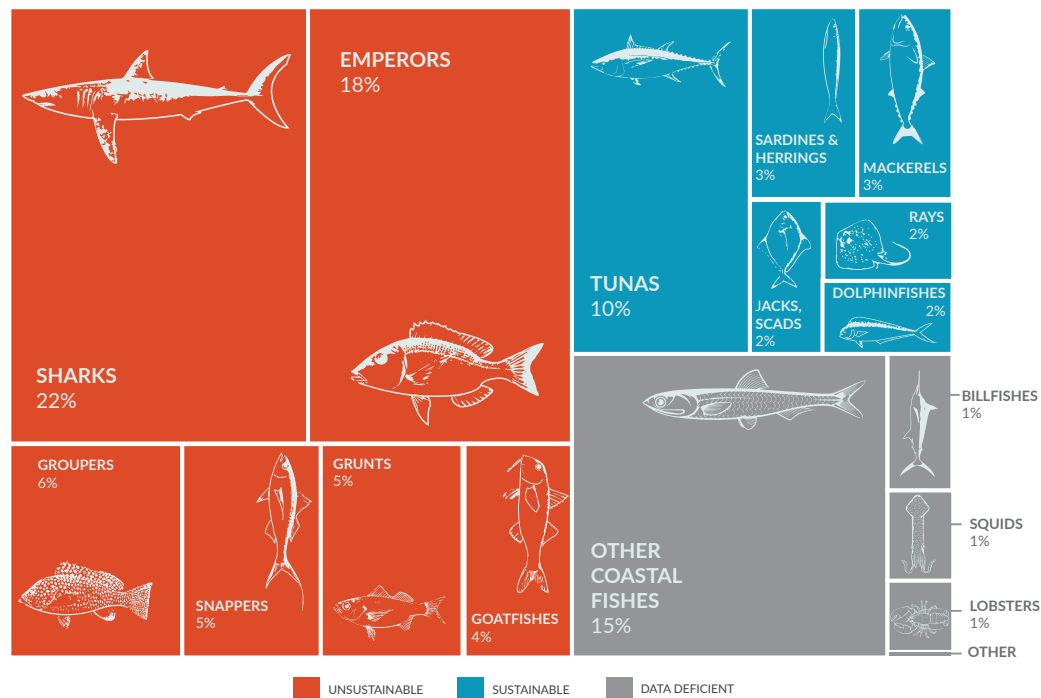 SHARKS
22%
EMPERORS
18%
GROUPERS
6%
SNAPPERS
5%
GRUNTS
5%
GOATFISHES
4%
TUNAS
10%
SARDINES &
HERRINGS
3%
MACKERELS
3%
JACKS,
SCADS
2%
RAYS
2%
DOLPHINFISHES
2%
OTHER
COASTAL
FISHES
15%
BILLFISHES
1%
SQUIDS
1%
LOBSTERS
1%
OTHER
UNSUSTAINABLE
SUSTAINABLE
DATA DEFICIENT